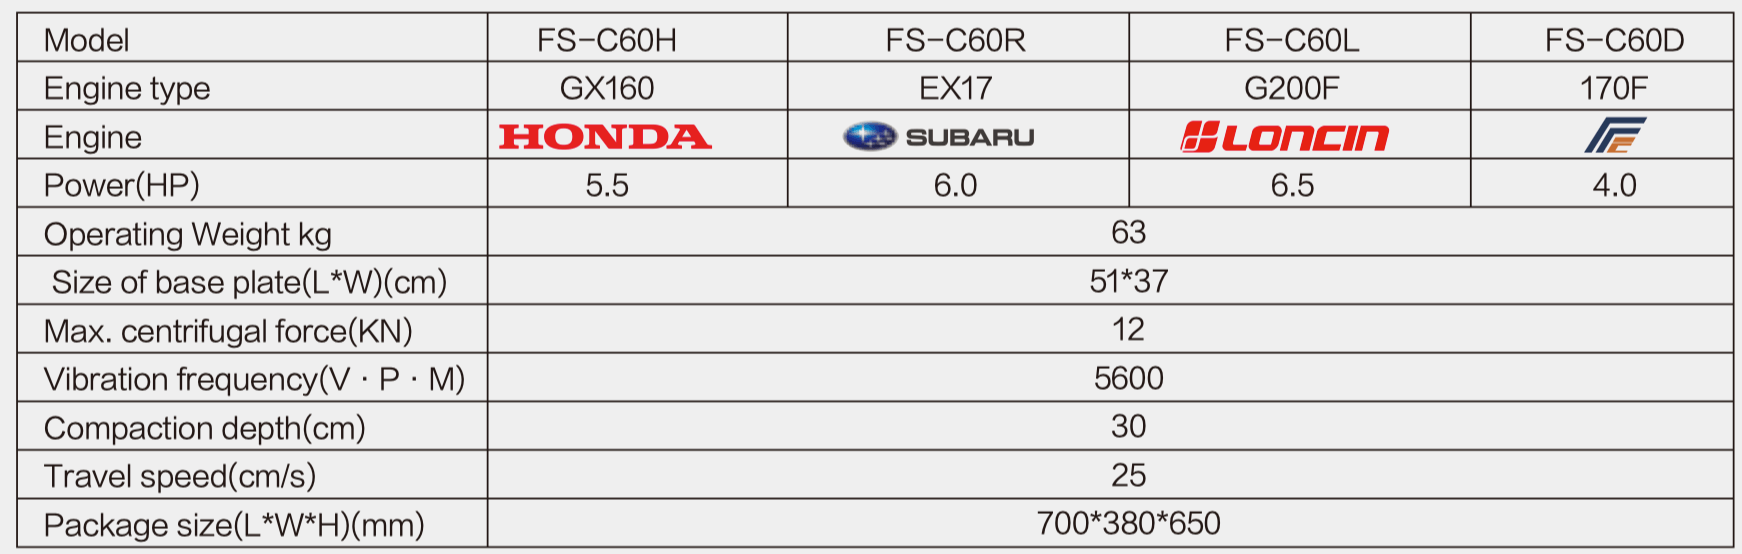 Model FS-C60H FS-C60R FS-C60L FS-C60D
Engine type GX160 EX17 G200F 170F
Engine HONDA SUBARU LONCIN
Power(HP) 5.5 6.0 6.5 4.0
Operating Weight kg 63
Size of base plate(L*W)(cm) 51*37
Max. centrifugal force(KN) 12
Vibration frequency(V · P · M) 5600
Compaction depth(cm) 30
Travel speed(cm/s) 25
Package size(L*W*H)(mm) 700*380*650